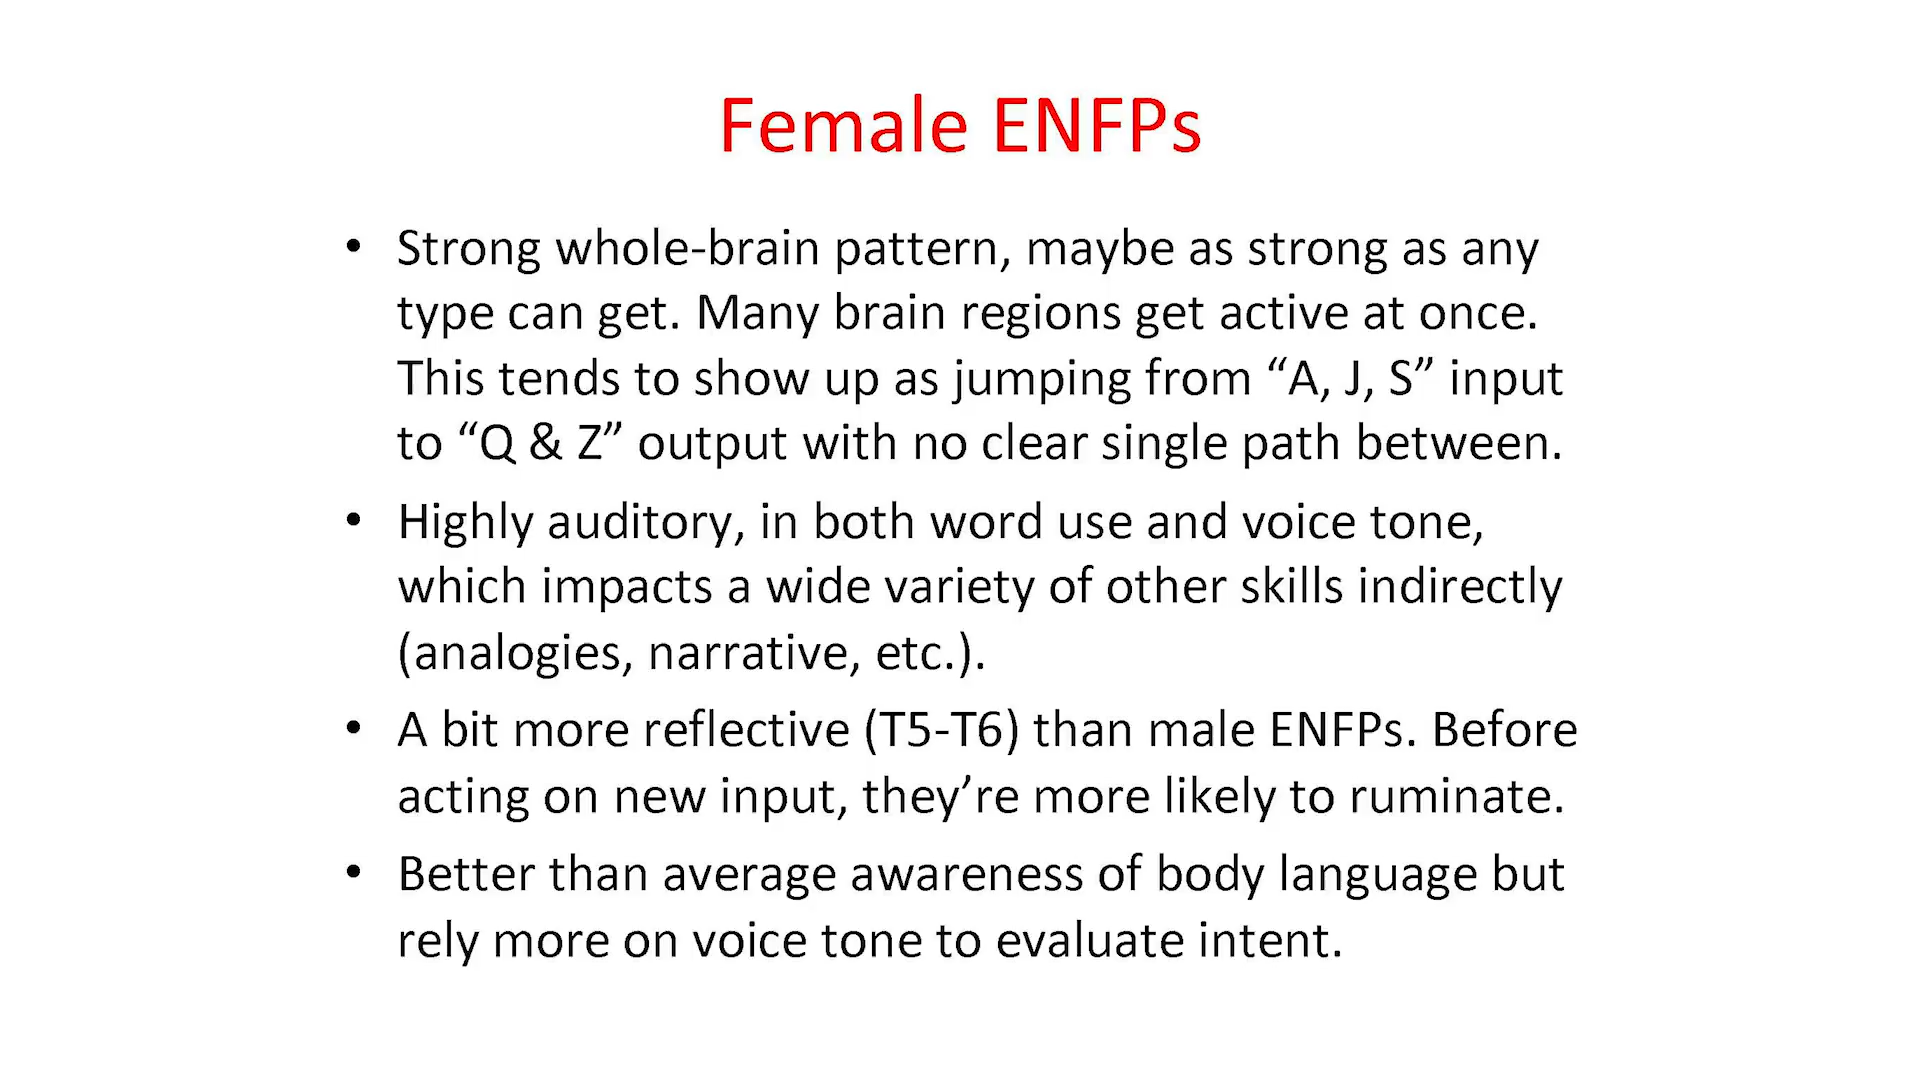 Female ENFPs
• Strong whole-brain pattern, maybe as strong as any
type can get. Many brain regions get active at once.
This tends to show up as jumping from “A, J, S” input
to “Q & Z” output with no clear single path between.
• Highly auditory, in both word use and voice tone,
which impacts a wide variety of other skills indirectly
(analogies, narrative, etc.).
• A bit more reflective (T5-T6) than male ENFPs. Before
acting on new input, they’re more likely to ruminate.
• Better than average awareness of body language but
rely more on voice tone to evaluate intent.